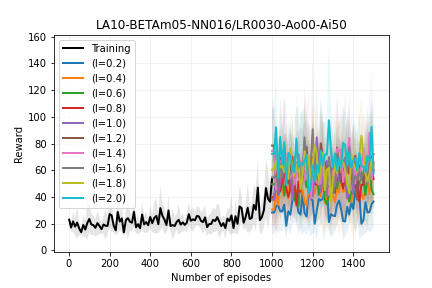 LA10-BETAm05-NN016/LR0030-Ao00-Ai50
160
140
120
100
80
60
40
20
0
Reward
Training
(l=0.2)
(l=0.4)
(l=0.6)
(l=0.8)
(l=1.0)
(l=1.2)
(l=1.4)
(l=1.6)
(l=1.8)
(l=2.0)
0 200 400 600 800 1000 1200 1400
Number of episodes